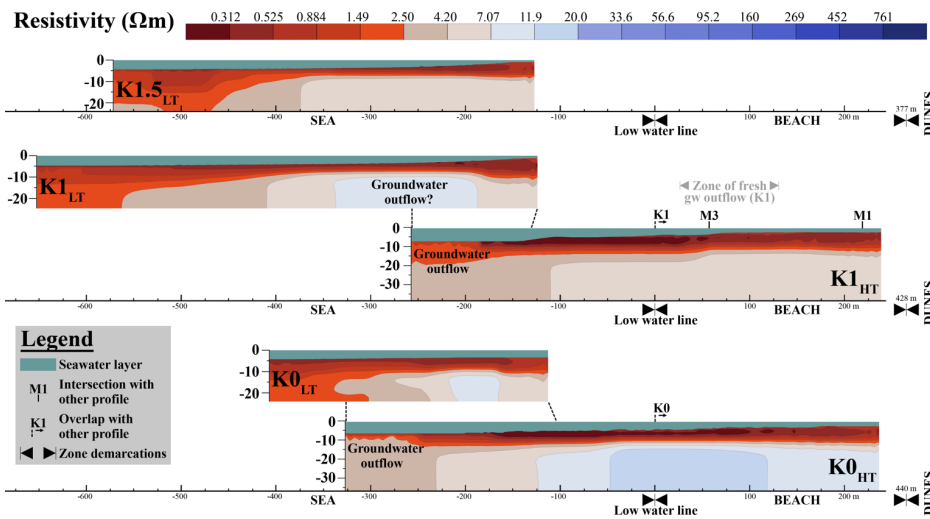 Resistivity (Ωm)
0.312 0.525 0.884 1.49 2.50 4.20 7.07 11.9 20.0 33.6 56.6 95.2 160 269 452 761
0
-10
-20
K1.5LT
-600 -500 -400 -300 -200 -100 0 100 200 m 377 m
SEA
Low water line
BEACH
DUNES
0
-10
-20
K1LT
Groundwater
outflow?
Zone of fresh
gw outflow (K1)
K1
M3
M1
0
-10
-20
-30
Groundwater
outflow
K1HT
-600 -500 -400 -300 -200 -100 0 100 200 m 428 m
SEA
Low water line
BEACH
DUNES
Legend
Seawater layer
M1
Intersection with
other profile
K1
Overlap with
other profile
Zone demarcations
0
-10
-20
K0LT
K0
0
-10
-20
-30
Groundwater
outflow
K0HT
-600 -500 -400 -300 -200 -100 0 100 200 m 440 m
SEA
Low water line
BEACH
DUNES